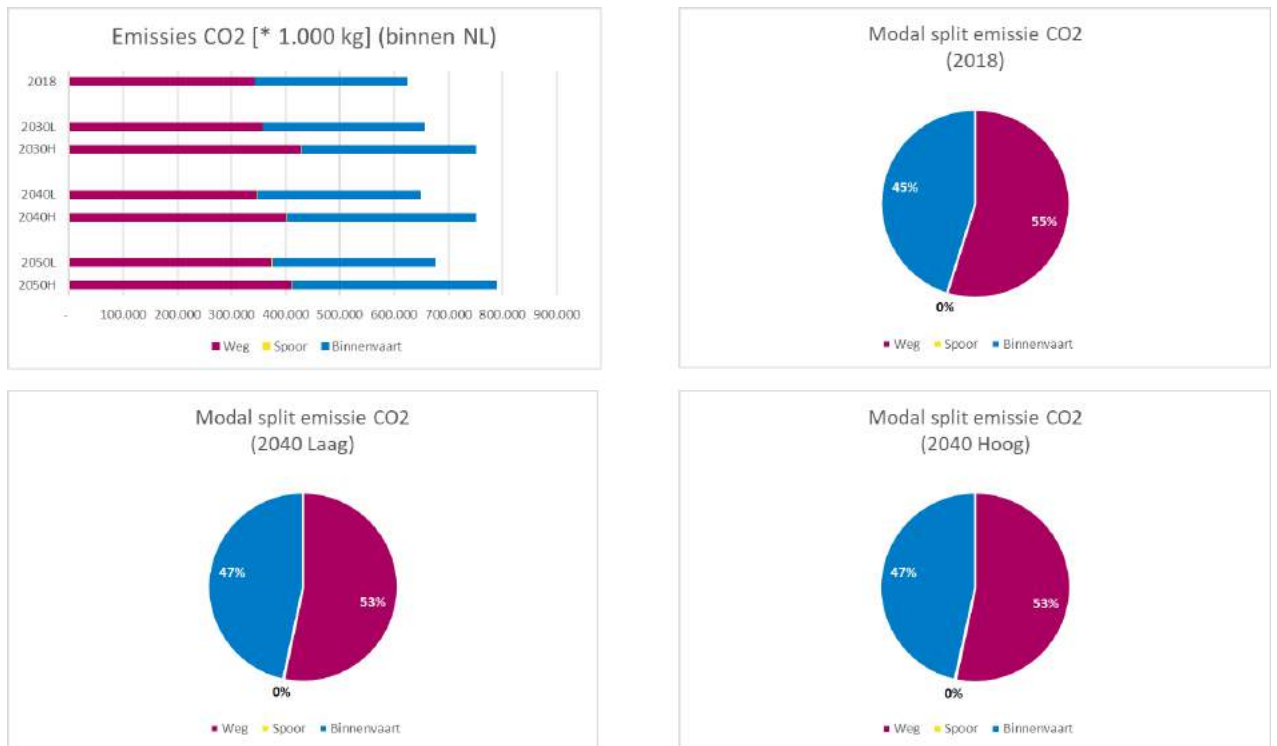 Emissies CO2 [* 1.000 kg] (binnen NL)
2018
2030L
2030H
2040L
2040H
2050L
2050H
- 100.000 200.000 300.000 400.000 500.000 600.000 700.000 800.000 900.000
Weg Spoor Binnenvaart
Modal split emissie CO2
(2018)
45%
55%
0%
Weg Spoor Binnenvaart
Modal split emissie CO2
(2040 Laag)
47%
53%
0%
Weg Spoor Binnenvaart
Modal split emissie CO2
(2040 Hoog)
47%
53%
0%
Weg Spoor Binnenvaart